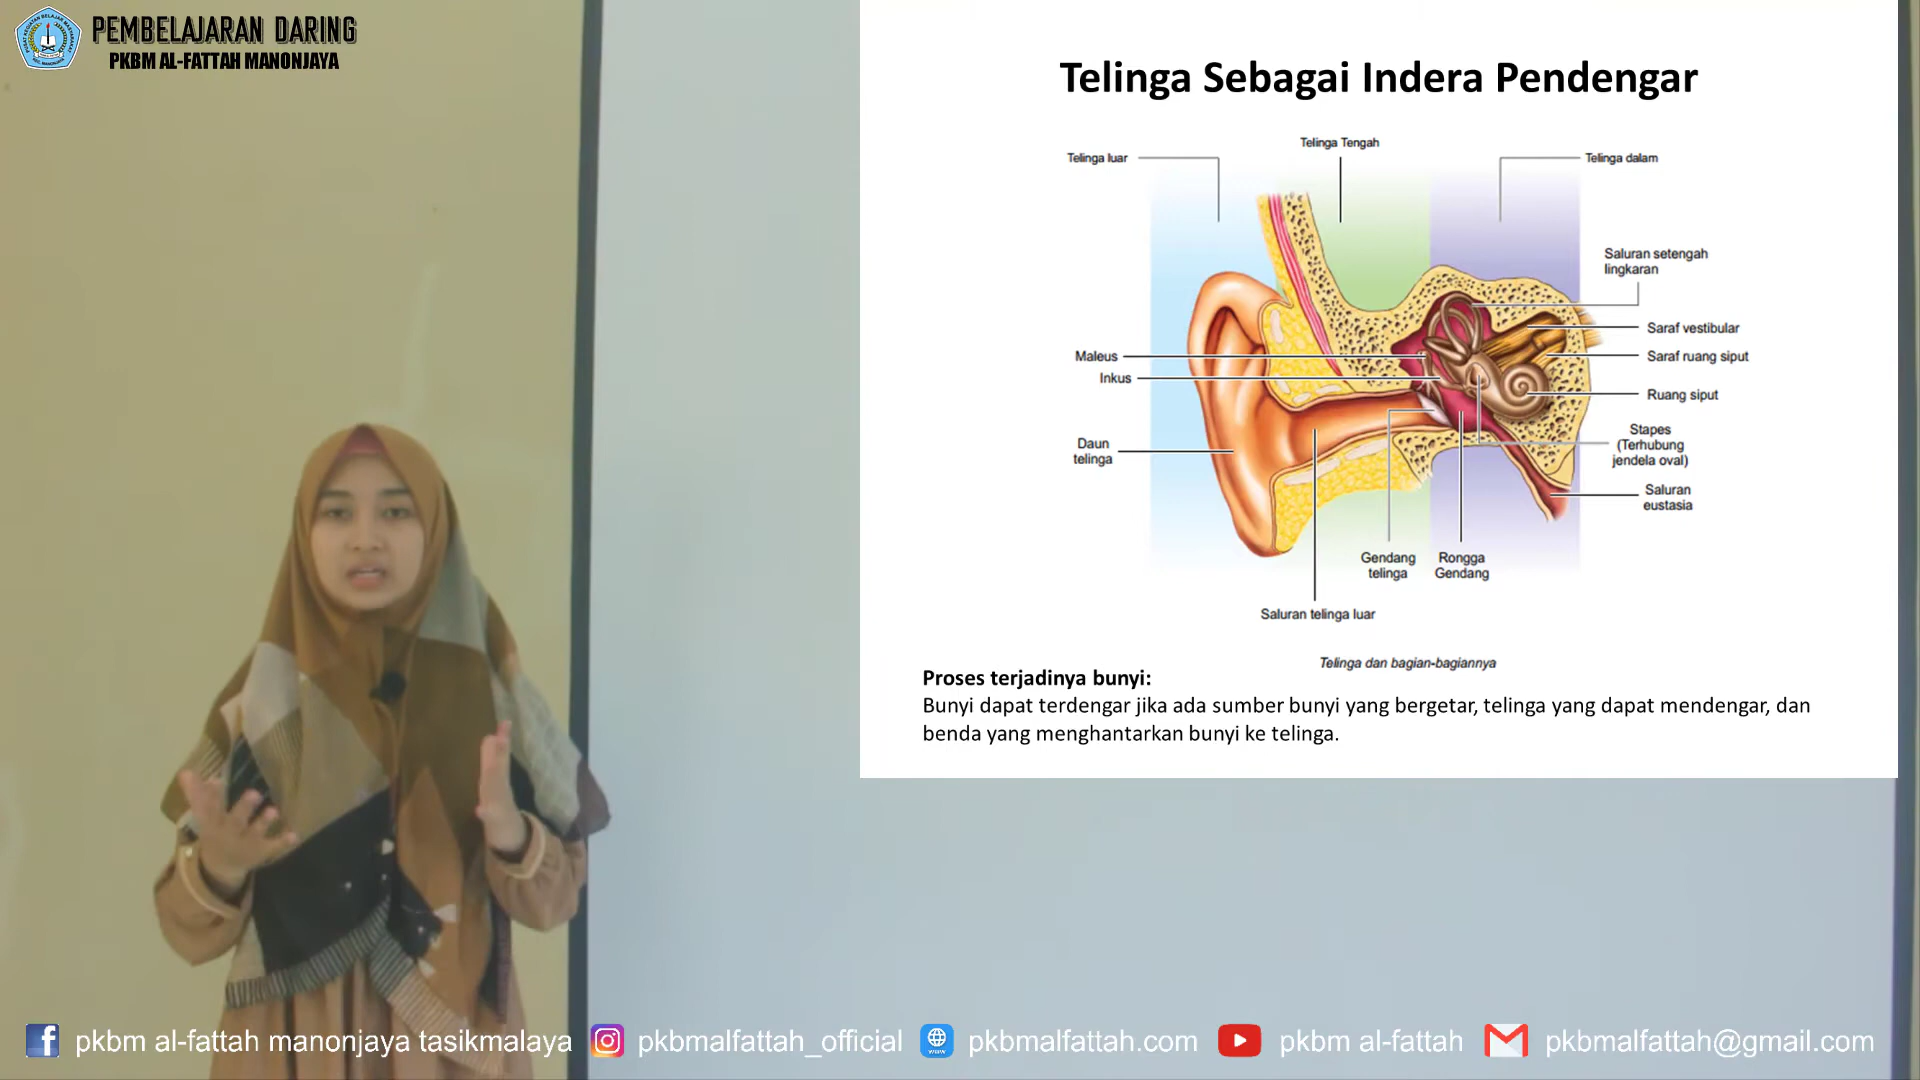 PEMBELAJARAN DARING
PKBM AL-FATTAH MANONJAYA
Telinga Sebagai Indera Pendengar
Telinga Tengah
Telinga luar
Telinga dalam
Saluran setengah
lingkaran
Saraf vestibular
Maleus
Saraf ruang siput
Inkus
Ruang siput
Daun
telinga
Stapes
(Terhubung
jendela oval)
Saluran
eustasia
Gendang
telinga
Rongga
Gendang
Saluran telinga luar
Telinga dan bagian-bagiannya
Proses terjadinya bunyi:
Bunyi dapat terdengar jika ada sumber bunyi yang bergetar, telinga yang dapat mendengar, dan
benda yang menghantarkan bunyi ke telinga.
pkbm al-fattah manonjaya tasikmalaya
pkbmalfattah_official
pkbmalfattah.com
pkbm al-fattah
pkbmalfattah@gmail.com